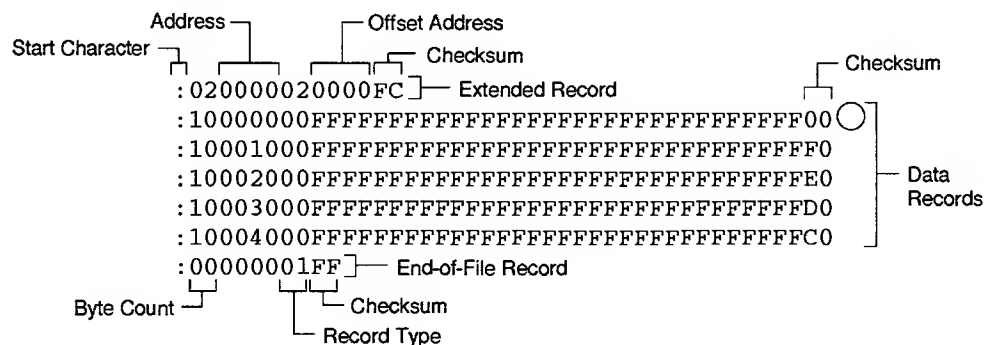 Address Offset Address
Start Character Checksum Checksum
:020000020000FC Extended Record
:10000000FFFFFFFFFFFFFFFFFFFFFFFFFFFFFFFF00
:10001000FFFFFFFFFFFFFFFFFFFFFFFFFFFFFFFFF0
:10002000FFFFFFFFFFFFFFFFFFFFFFFFFFFFFFFFE0 Data
:10003000FFFFFFFFFFFFFFFFFFFFFFFFFFFFFFFFD0 Records
:10004000FFFFFFFFFFFFFFFFFFFFFFFFFFFFFFFFC0
:00000001FF End-of-File Record
Byte Count Checksum
Record Type